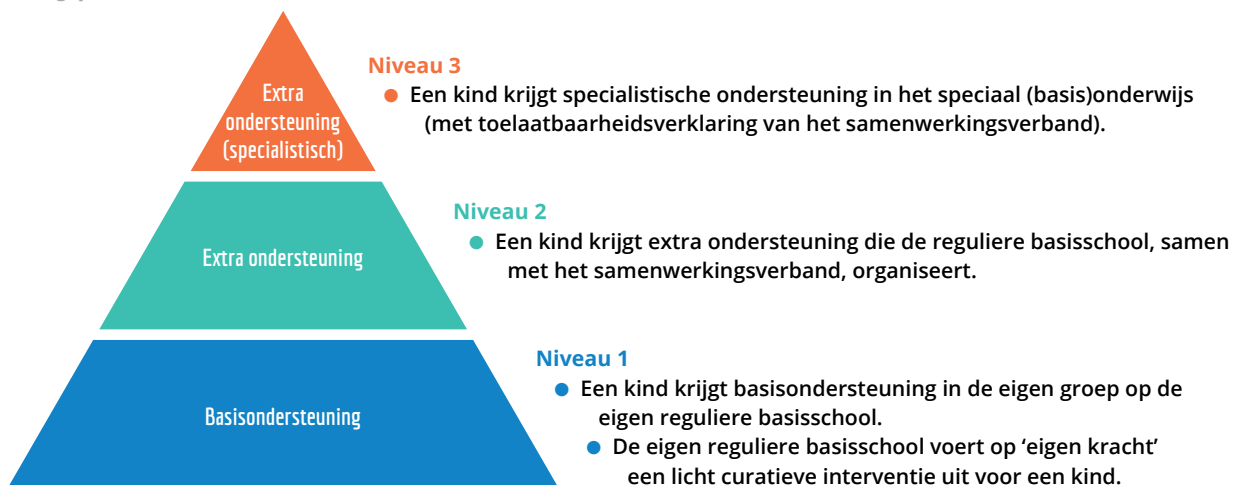 Niveau 3
Extra
ondersteuning
(specialistisch)
● Een kind krijgt specialistische ondersteuning in het speciaal (basis)onderwijs
(met toelaatbaarheidsverklaring van het samenwerkingsverband).
Niveau 2
Extra ondersteuning
● Een kind krijgt extra ondersteuning die de reguliere basisschool, samen
met het samenwerkingsverband, organiseert.
Niveau 1
Basisondersteuning
● Een kind krijgt basisondersteuning in de eigen groep op de
eigen reguliere basisschool.
● De eigen reguliere basisschool voert op ‘eigen kracht’
een licht curatieve interventie uit voor een kind.